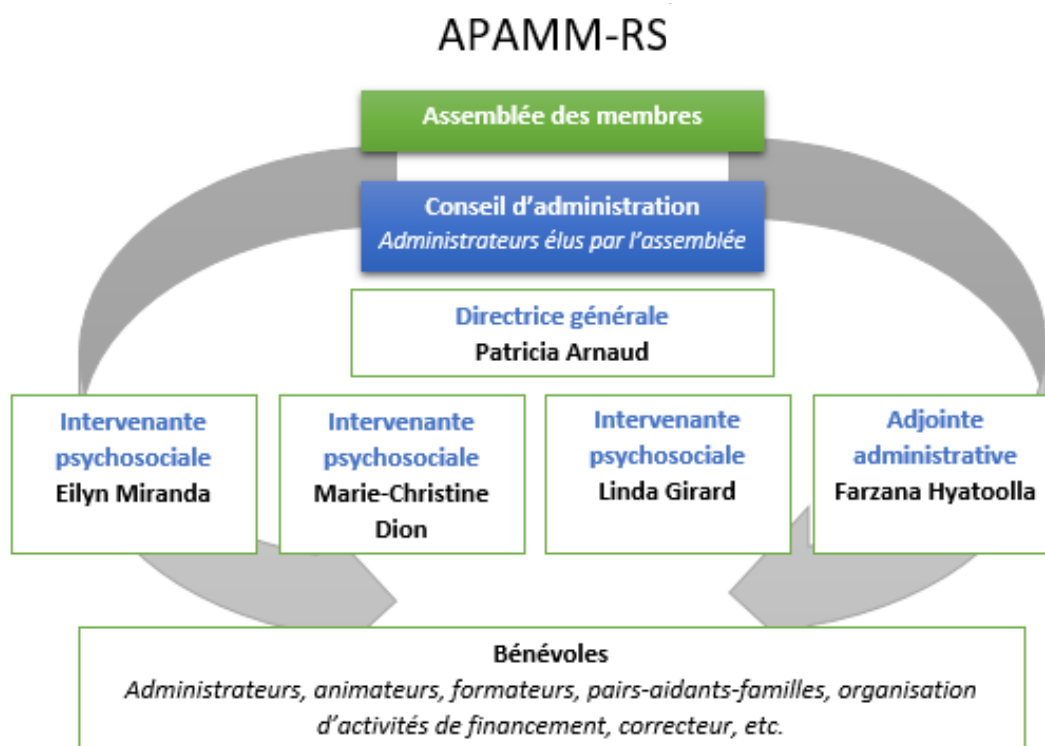 APAMM-RS
Assemblée des membres
Conseil d’administration
Administrateurs élus par l’assemblée
Directrice générale
Patricia Arnaud
Intervenante
psychosociale
Eilyn Miranda
Intervenante
psychosociale
Marie-Christine
Dion
Intervenante
psychosociale
Linda Girard
Adjointe
administrative
Farzana Hyatoolla
Bénévoles
Administrateurs, animateurs, formateurs, pairs-aidants-familles, organisation
d’activités de financement, correcteur, etc.